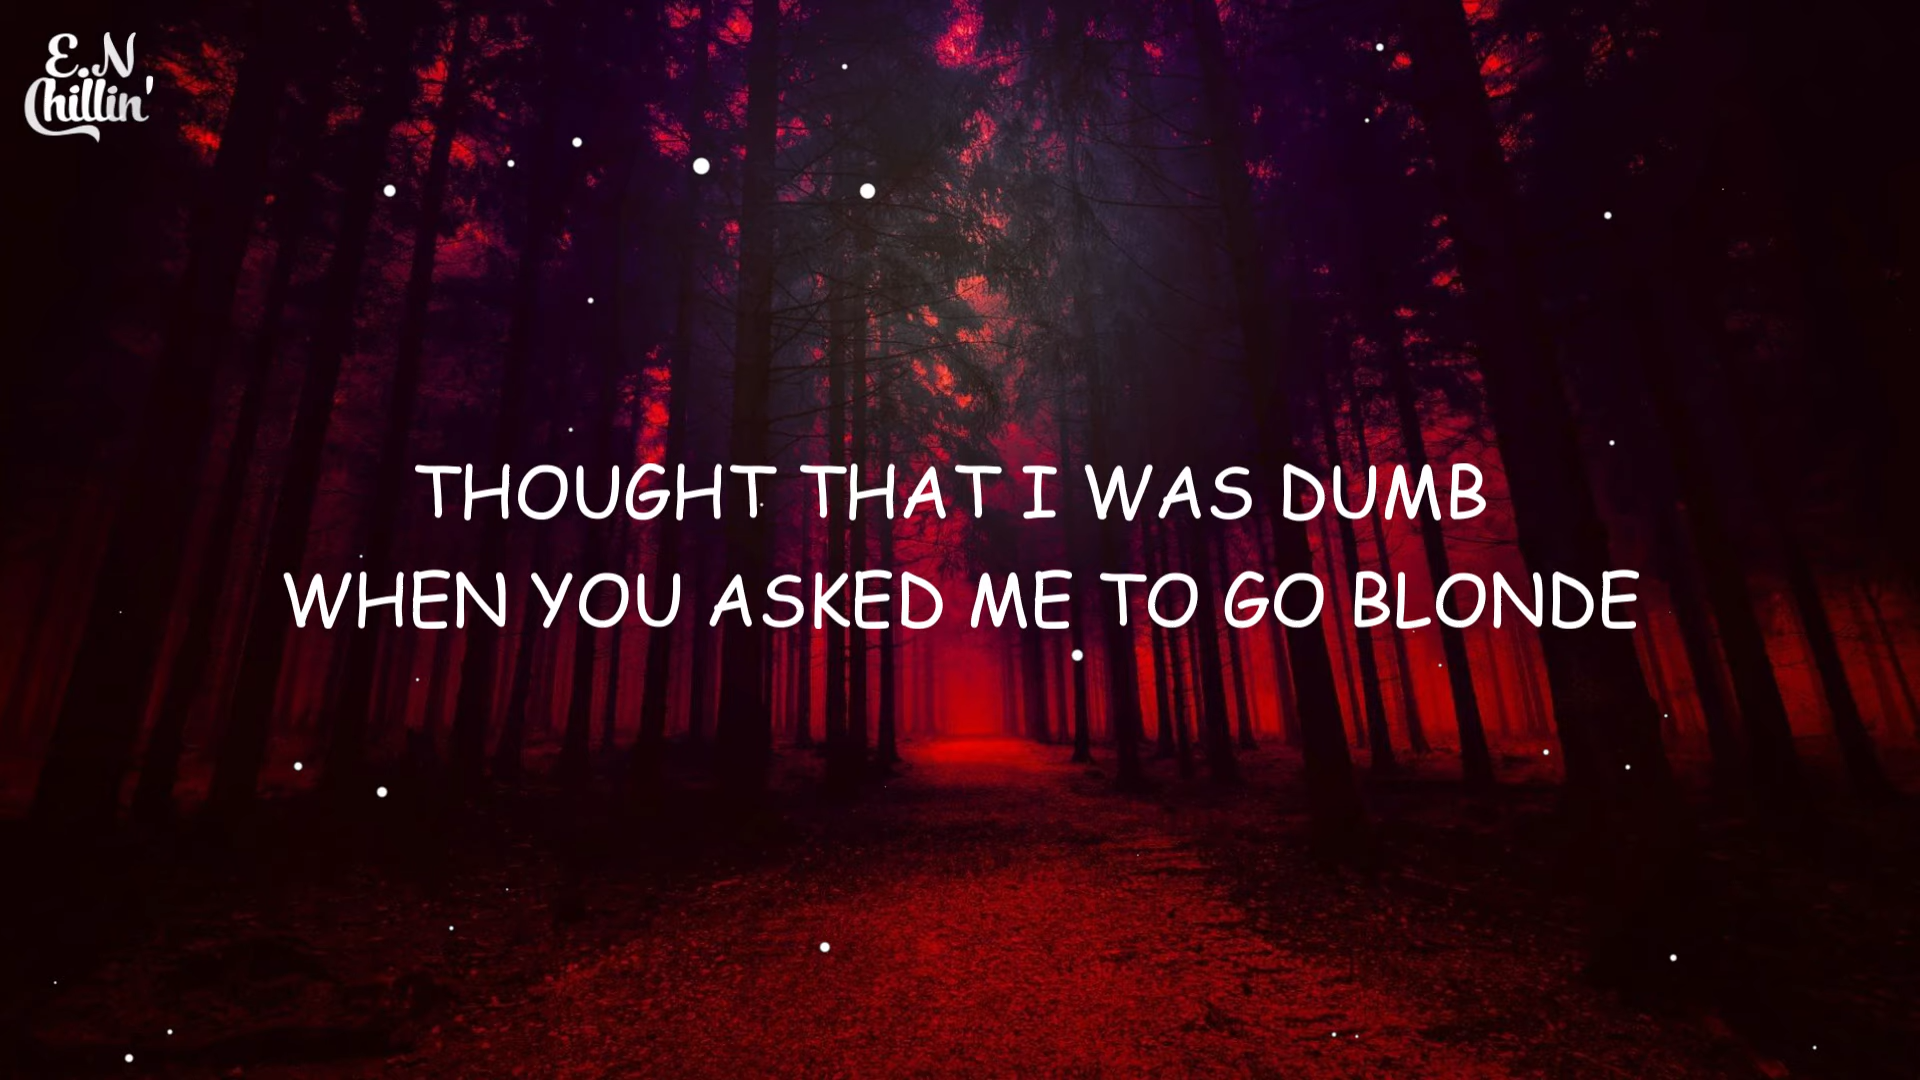 E.N
Chillin'
THOUGHT THAT I WAS DUMB
WHEN YOU ASKED ME TO GO BLONDE